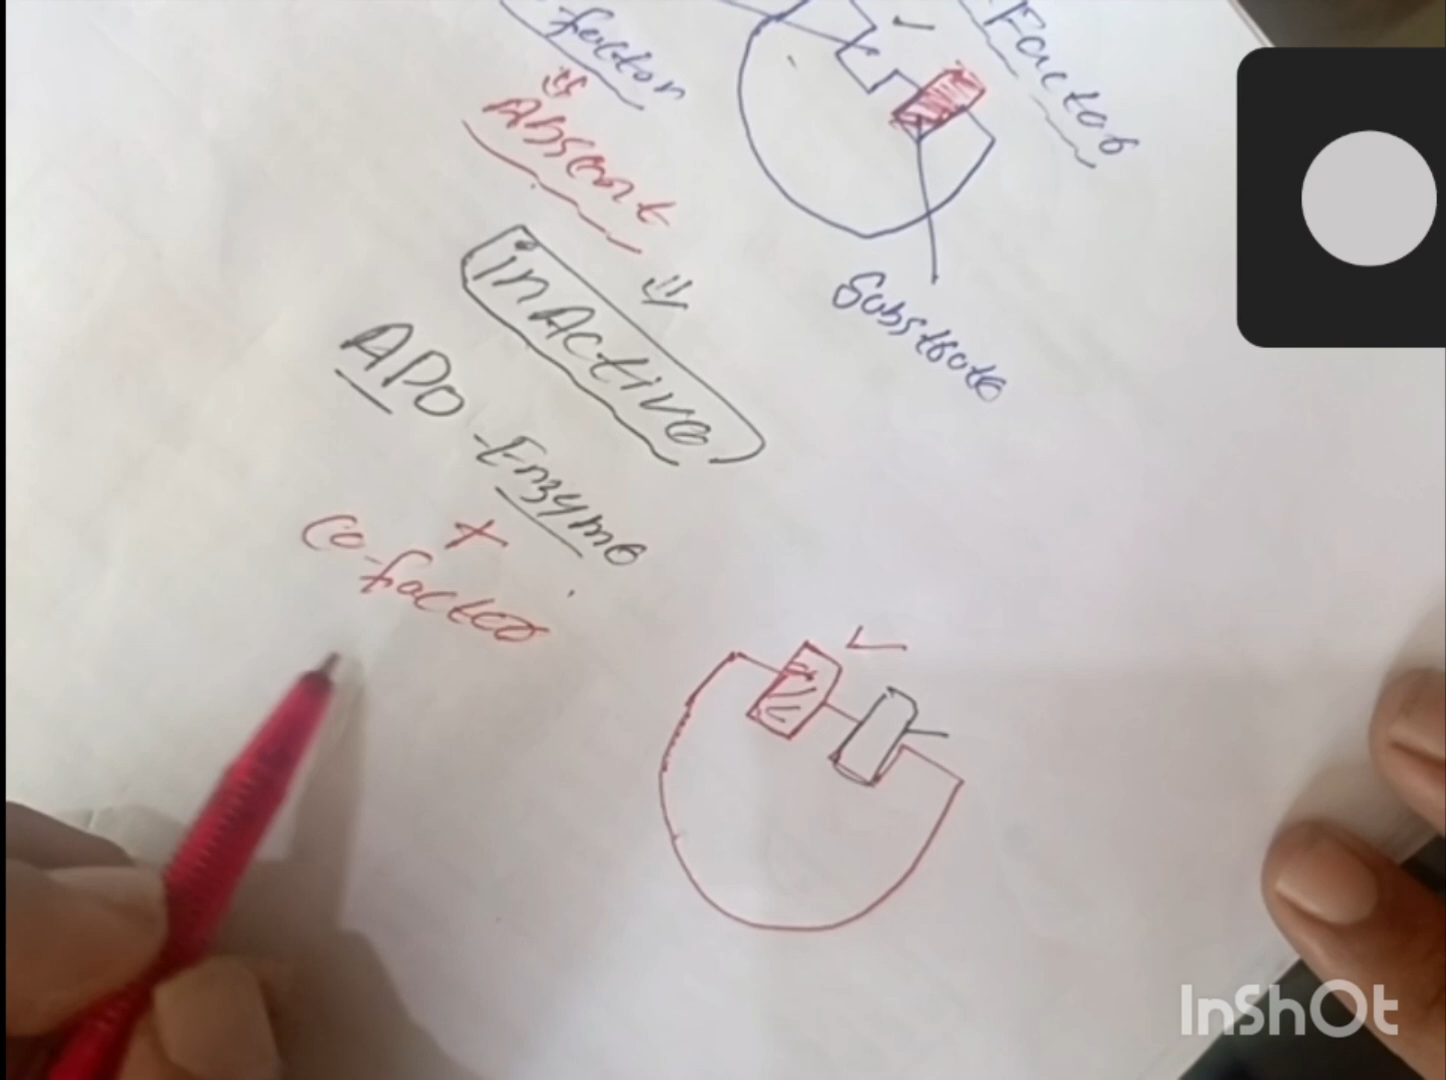 -factor
Factor
Absent
inActive
Substrate
APO-Enzyme
+
Co-factor
InShOt